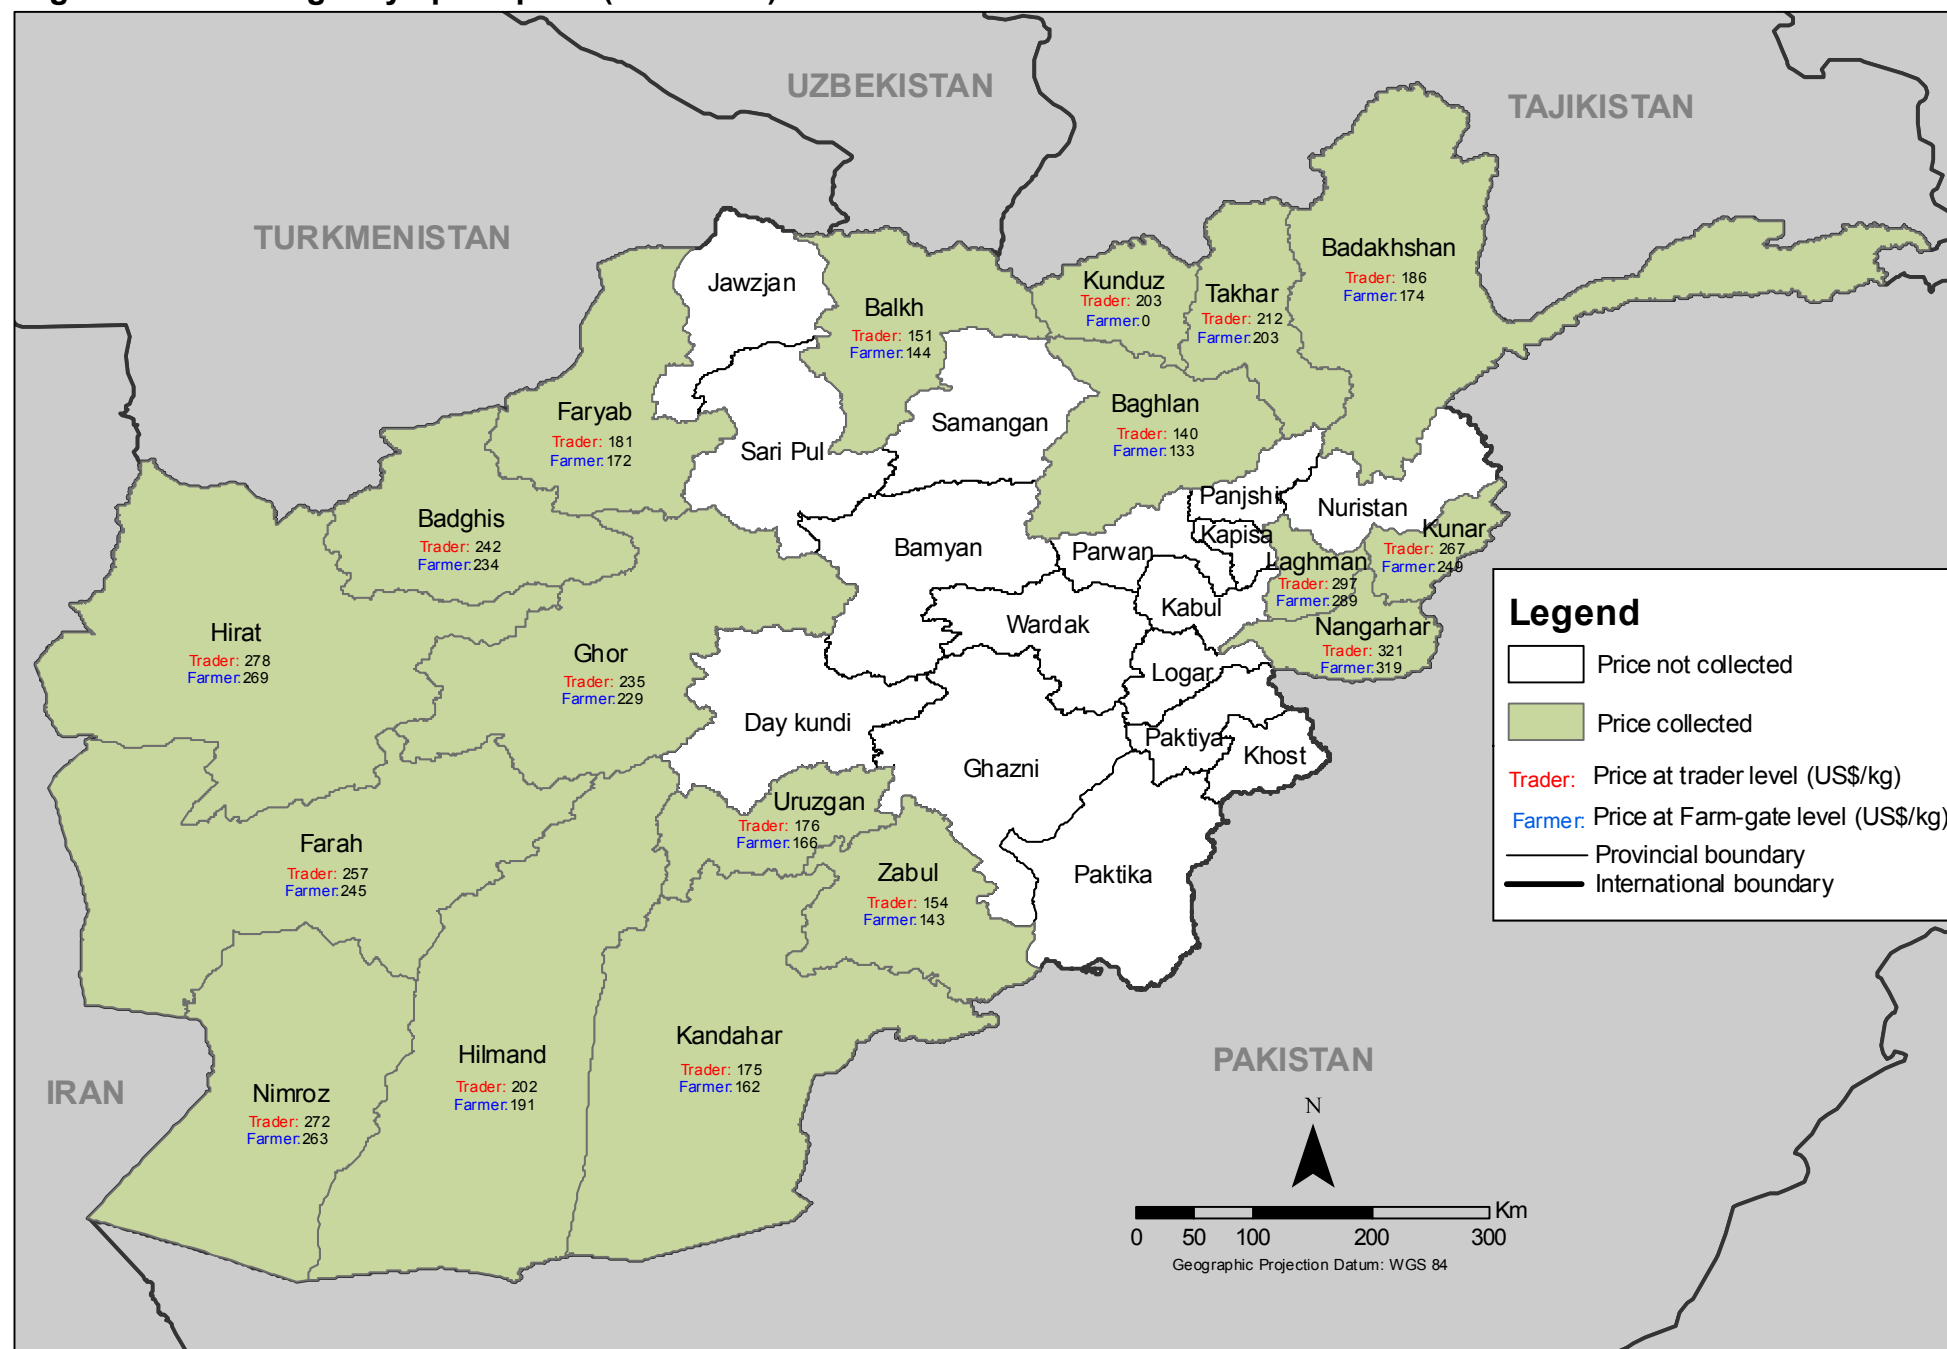 UZBEKISTAN
TAJIKISTAN
TURKMENISTAN
Jawzjan
Balkh
Trader: 151
Farmer:144
Kunduz
Trader: 203
Farmer:0
Takhar
Trader: 212
Farmer:203
Badakhshan
Trader: 186
Farmer:174
Faryab
Trader: 181
Farmer:172
Sari Pul
Samangan
Baghlan
Trader: 140
Farmer:133
Badghis
Trader: 242
Farmer:234
Bamyan
Parwan
Panjshi
Kapisa
Nuristan
Kunar
Trader: 267
Farmer:249
Laghman
Trader: 297
Farmer:289
Hirat
Trader: 278
Farmer:269
Ghor
Trader: 235
Farmer:229
Wardak
Kabul
Nangarhar
Trader: 321
Farmer:319
Logar
Day kundi
Ghazni
Paktiya
Khost
Uruzgan
Trader: 176
Farmer:166
Farah
Trader: 257
Farmer:245
Zabul
Trader: 154
Farmer:143
Paktika
Kandahar
Trader: 175
Farmer:162
Hilmand
Trader: 202
Farmer:191
Nimroz
Trader: 272
Farmer:263
IRAN
PAKISTAN
Legend
Price not collected
Price collected
Trader: Price at trader level (US$/kg)
Farmer: Price at Farm-gate level (US$/kg)
Provincial boundary
International boundary
N
Km
0 50 100 200 300
Geographic Projection Datum: WGS 84